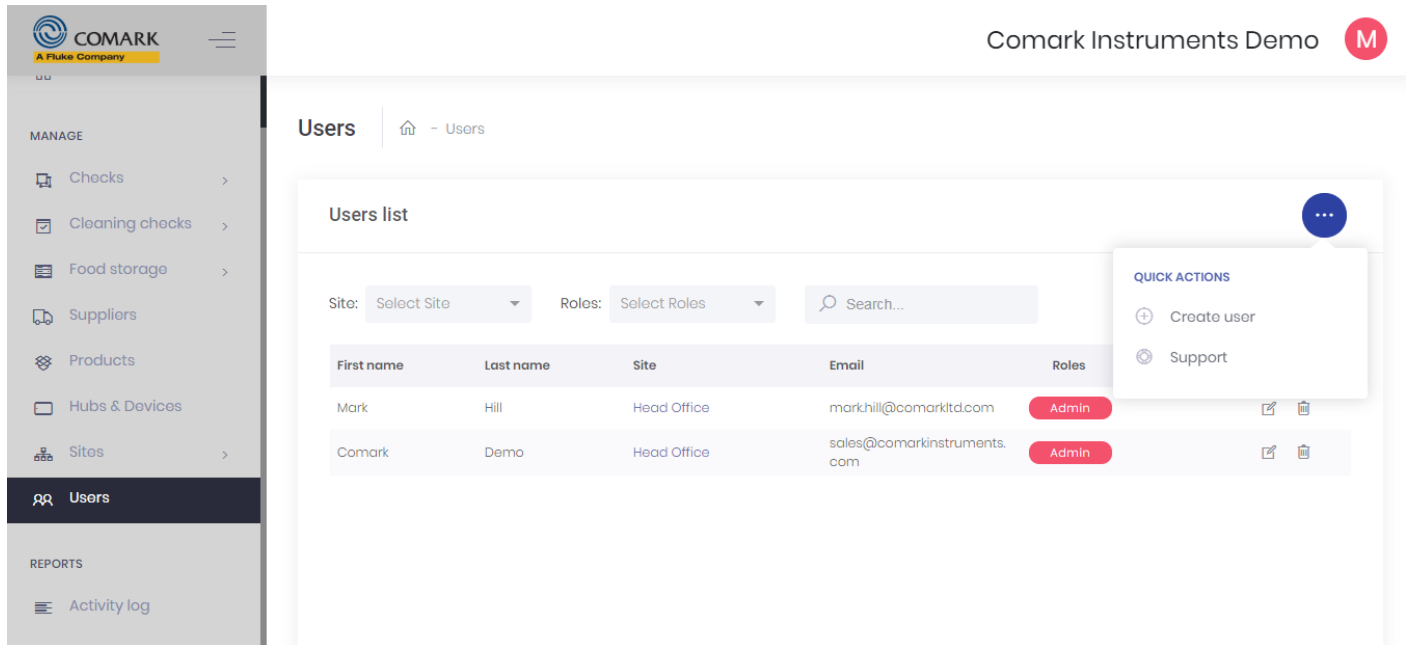 COMARK
A Fluke Company
Comark Instruments Demo
M
MANAGE
Checks
Cleaning checks
Food storage
Suppliers
Products
Hubs & Devices
Sites
Users
REPORTS
Activity log
Users
- Users
Users list
QUICK ACTIONS
Create user
Support
Site: Select Site Roles: Select Roles Search...
First name Last name Site Email Roles
Mark Hill Head Office mark.hill@comarkltd.com Admin
Comark Demo Head Office sales@comarkinstruments.
com Admin